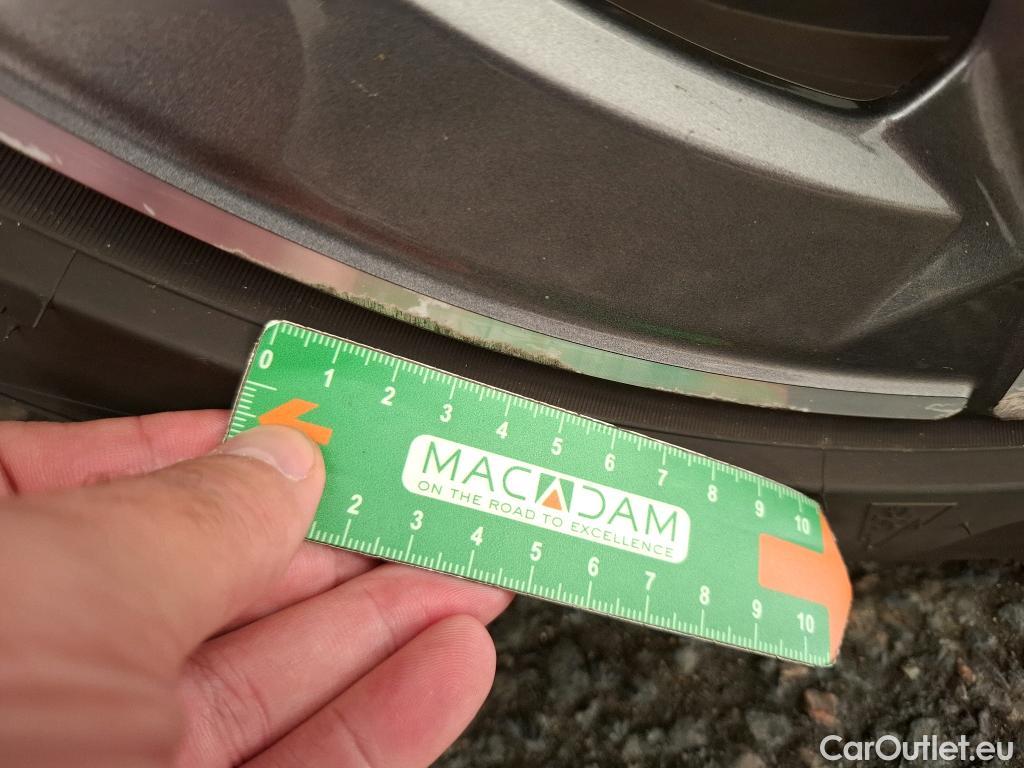 0 1 2 3 4 5 6 7 8 9 10
MACADAM
ON THE ROAD TO EXCELLENCE
2 3 4 5 6 7 8 9 10
CarOutlet.eu